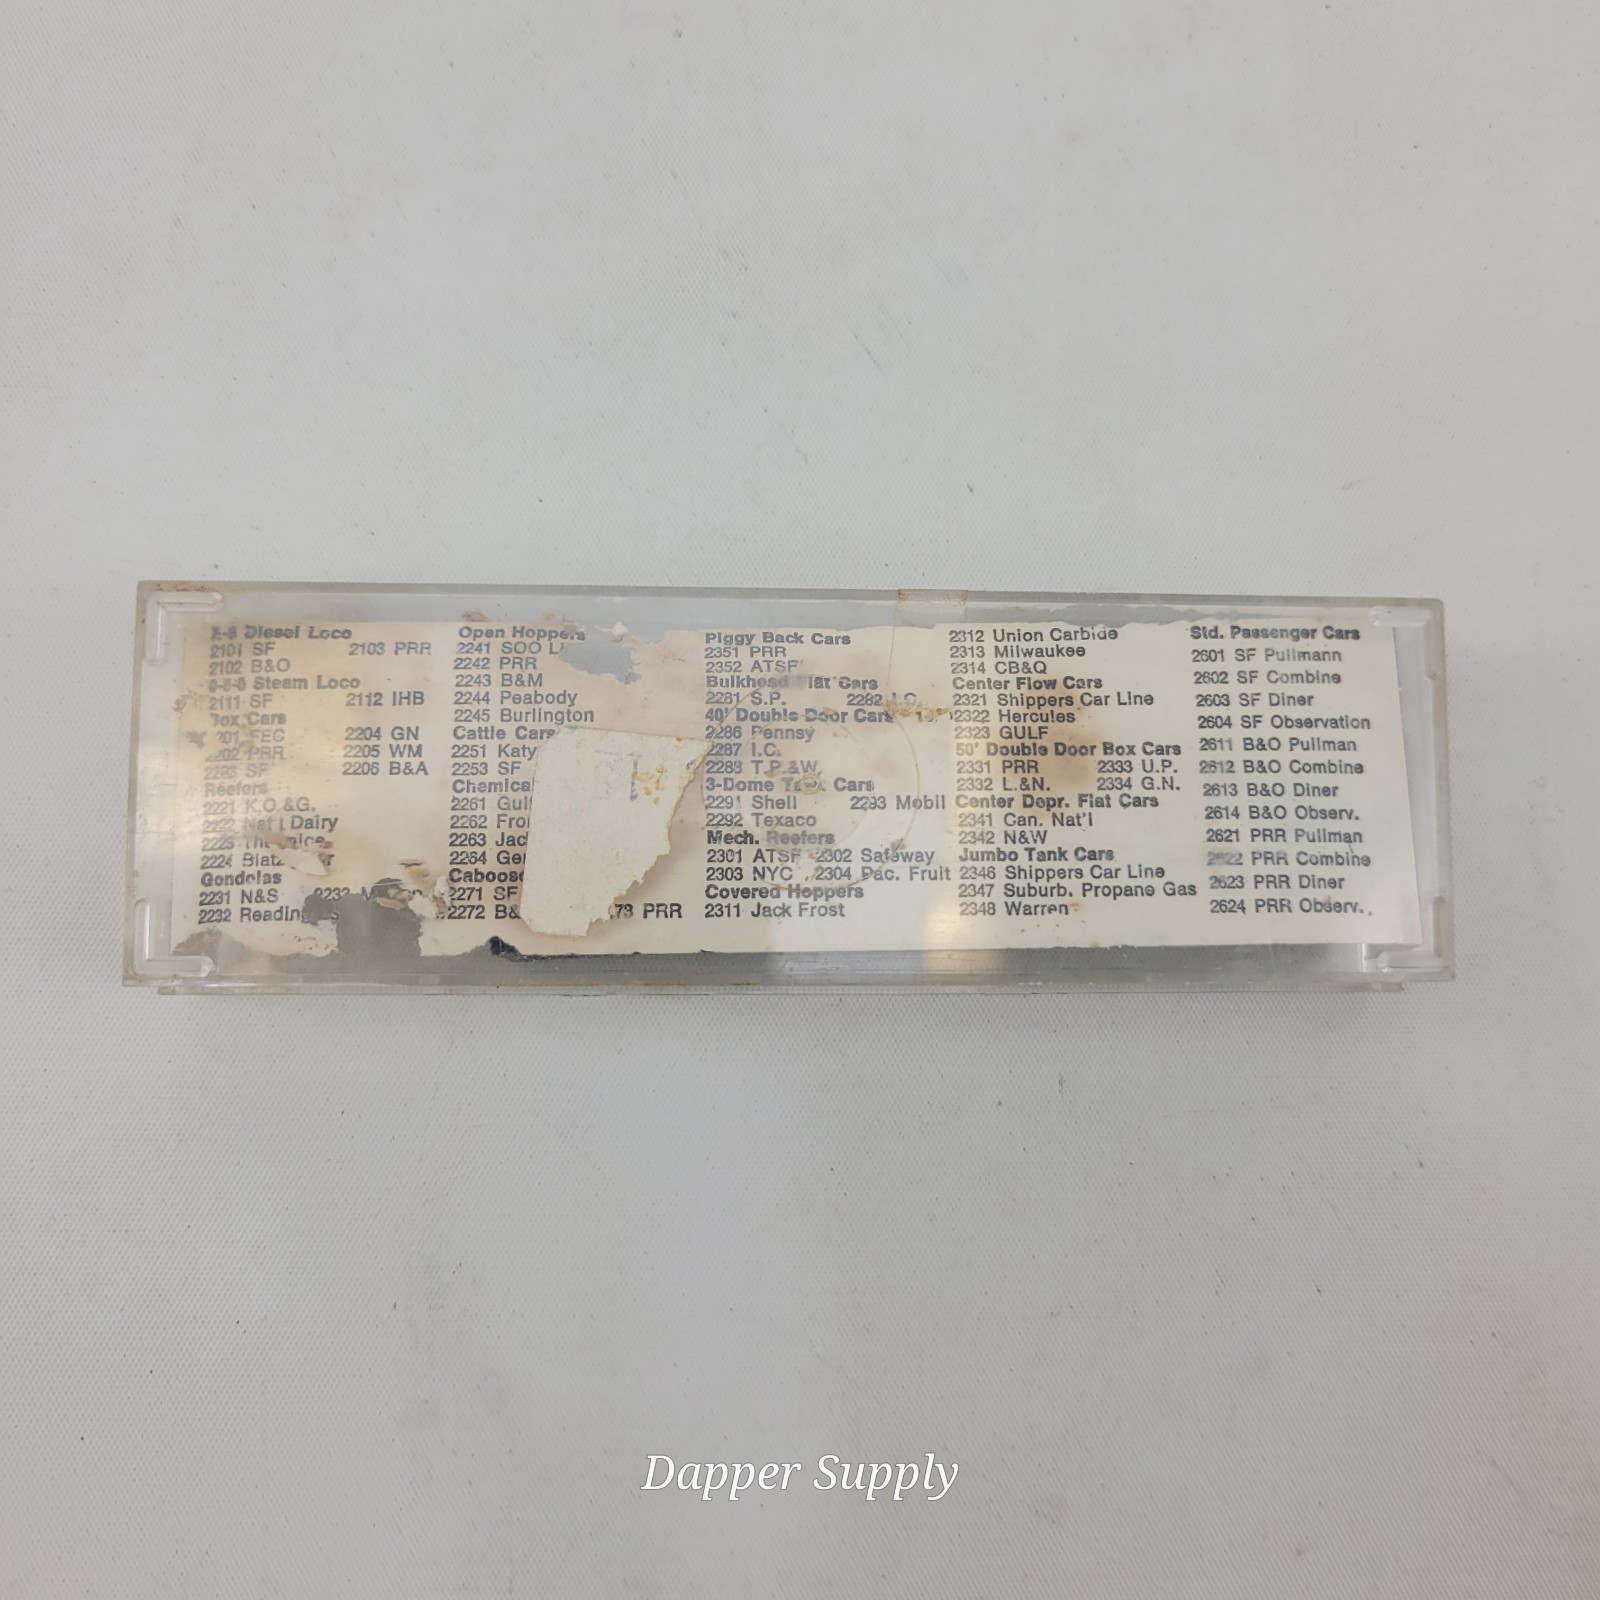 Diesel Loco
2101 SF 2103 PRR
2102 B&O
Steam Loco
2111 SF 2112 IHB
Box Cars
FEC 2204 GN
2202 PRR 2205 WM
SF 2206 B&A
Reefers
2221 K.O.&G.
2222 Nat'l Dairy
2224 Blatz
Gondolas
2231 N&S 2233
2232 Reading
Open Hoppers
2241 SOO
2242 PRR
2243 B&M
2244 Peabody
2245 Burlington
Cattle Cars
2251 Katy
2253 SF
2261
2262
2263
2264
2271 SF
2272 PRR
Piggy Back Cars
2351 PRR
2352 ATSF
Bulkhead Flat Cars
2281 S.P. 2282
40' Double Door Cars
2286 Pennsy
2287 I.C.
2288 T.P.&W.
3-Dome Tank Cars
2291 Shell 2293 Mobil
2292 Texaco
Mech. Reefers
2301 ATSF 2302 Safeway
2303 NYC 2304 Pac. Fruit
Covered Hoppers
2311 Jack Frost
2312 Union Carbide
2313 Milwaukee
2314 CB&Q
Center Flow Cars
2321 Shippers Car Line
2322 Hercules
2323 GULF
50' Double Door Box Cars
2331 PRR 2333 U.P.
2332 L.&N. 2334 G.N.
Center Depr. Flat Cars
2341 Can. Nat'l
2342 N&W
Jumbo Tank Cars
2346 Shippers Car Line
2347 Suburb. Propane Gas
2348 Warren
Std. Passenger Cars
2601 SF Pullmann
2602 SF Combine
2603 SF Diner
2604 SF Observation
2611 B&O Pullman
2612 B&O Combine
2613 B&O Diner
2614 B&O Observ.
2621 PRR Pullman
2622 PRR Combine
2623 PRR Diner
2624 PRR Observ.
Dapper Supply